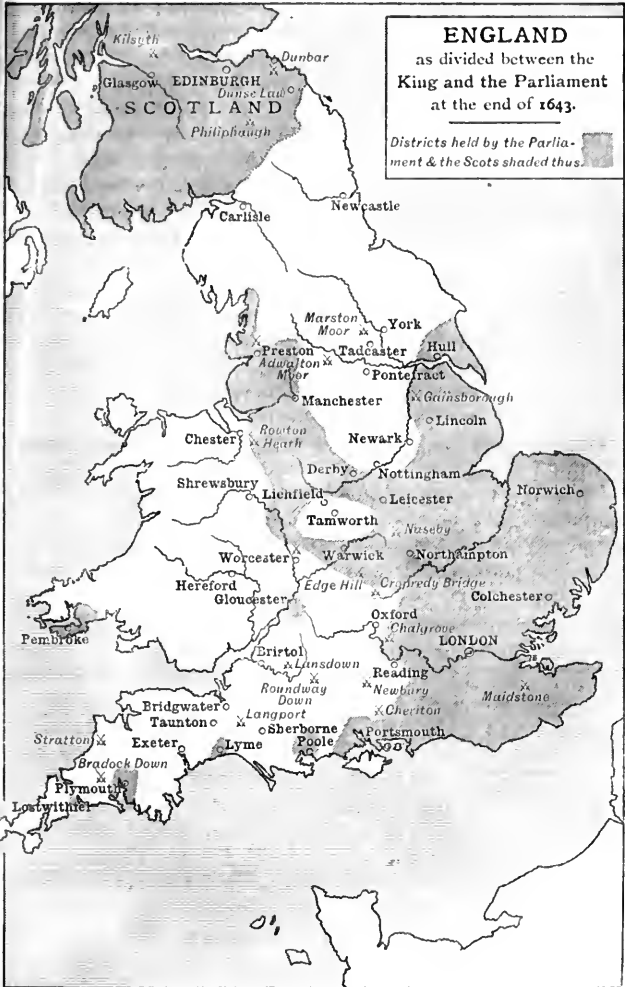 ENGLAND
as divided between the
King and the Parliament
at the end of 1643.
Districts held by the Parlia-
ment & the Scots shaded thus.
Kilsyth
Dunbar
Glasgow
EDINBURGH
Dunse Law
SCOTLAND
Philiphaugh
Newcastle
Carlisle
Marston
Moor
York
Preston
Tadcaster
Hull
Adwalton
Moor
Pontefract
Manchester
Gainsborough
Lincoln
Rowton
Heath
Chester
Newark
Derby
Nottingham
Shrewsbury
Lichfield
Leicester
Norwich
Tamworth
Naseby
Worcester
Warwick
Northampton
Hereford
Edge Hill
Cropredy Bridge
Gloucester
Colchester
Oxford
Chalgrove
Pembroke
LONDON
Brirtol
Lansdown
Reading
Roundway
Down
Newbury
Maidstone
Bridgwater
Cheriton
Taunton
Langport
Sherborne
Portsmouth
Stratton
Exeter
Lyme
Poole
Bradock Down
Plymouth
Lostwithiel